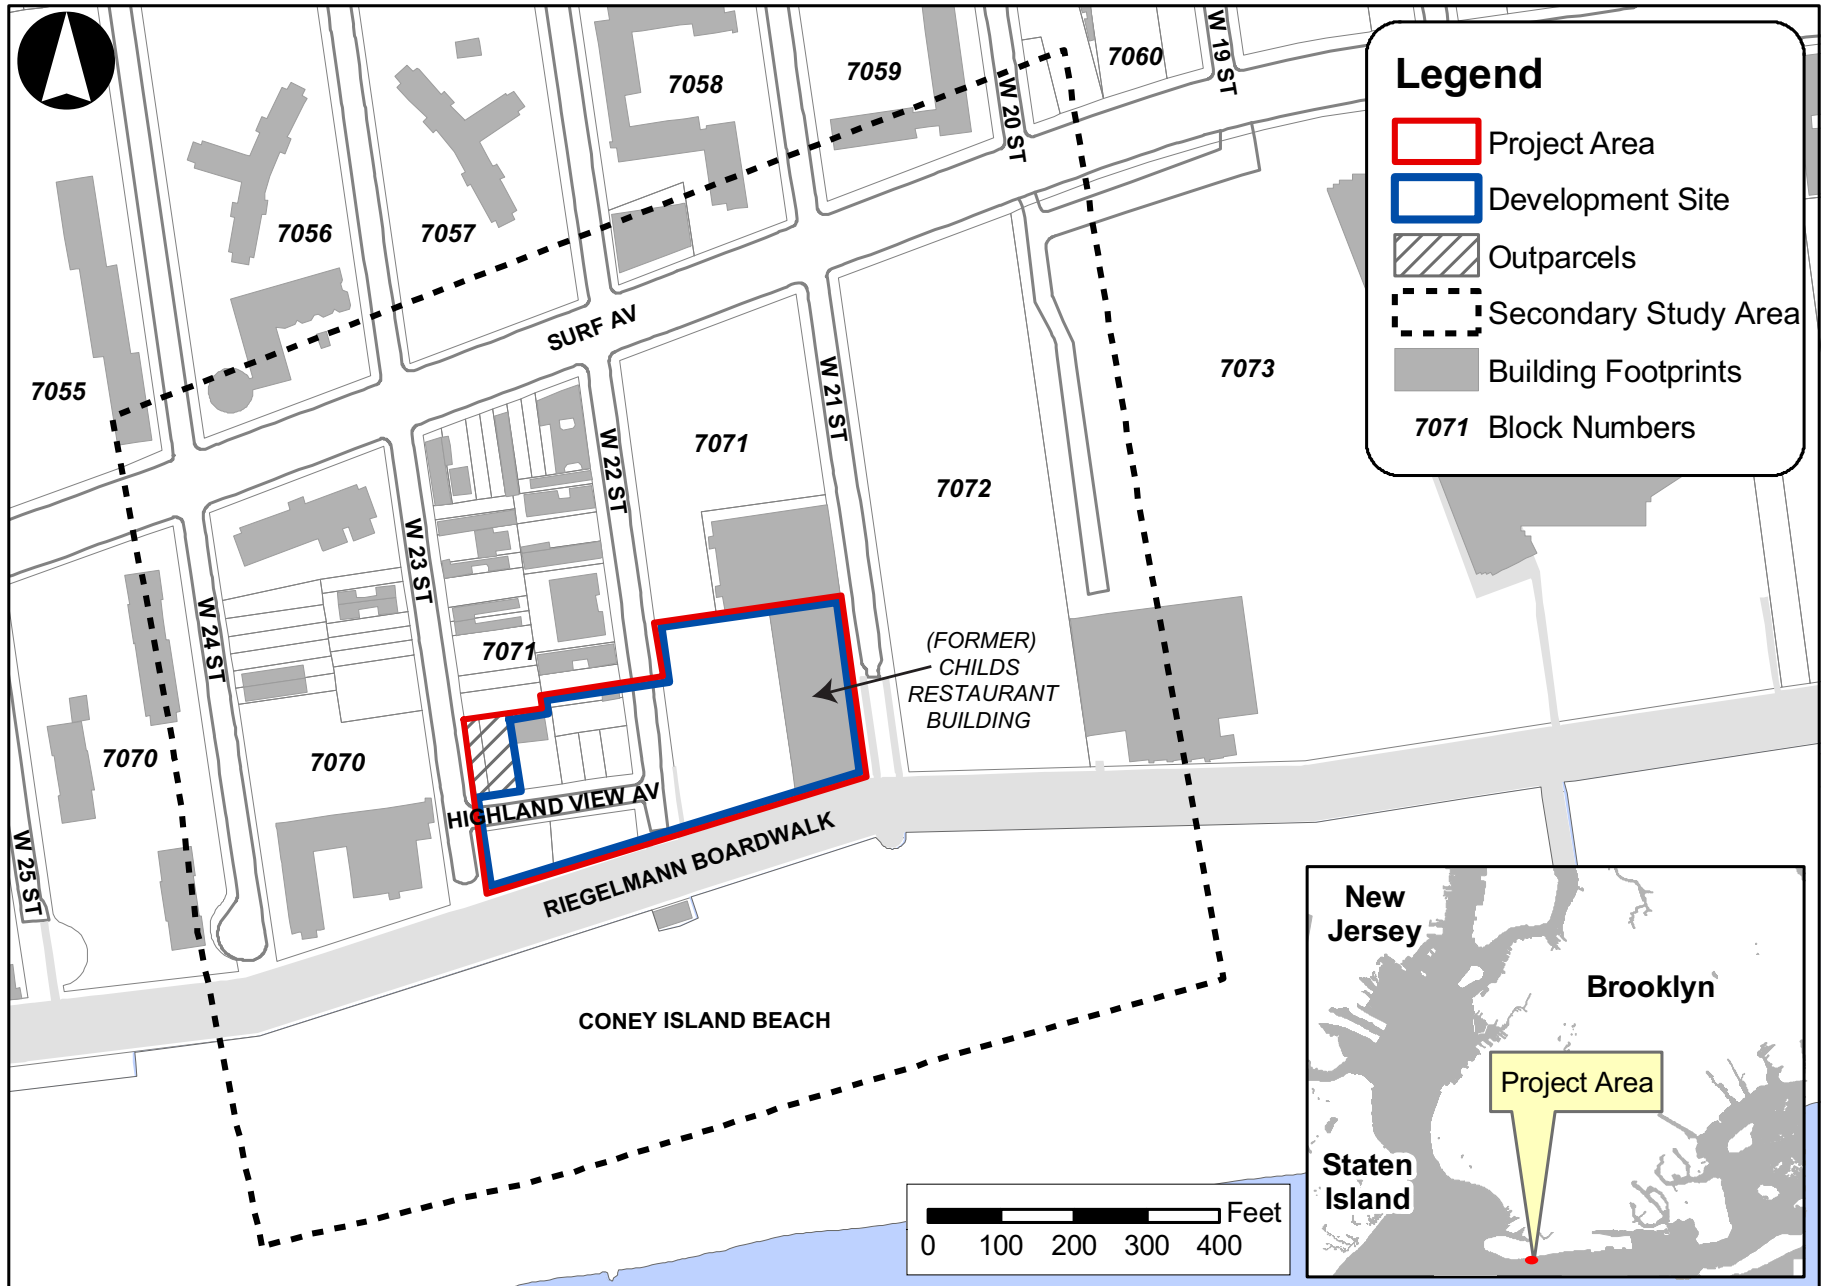 7060
W 19 ST
7059
7058
W 20 ST
7056
7057
SURF AV
7055
W 21 ST
7073
7071
W 22 ST
7072
W 23 ST
W 24 ST
7071
(FORMER)
CHILDS
RESTAURANT
BUILDING
7070
7070
HIGHLAND VIEW AV
W 25 ST
RIEGELMANN BOARDWALK
CONEY ISLAND BEACH
Legend
Project Area
Development Site
Outparcels
Secondary Study Area
Building Footprints
7071 Block Numbers
New
Jersey
Brooklyn
Project Area
Staten
Island
Feet
0 100 200 300 400